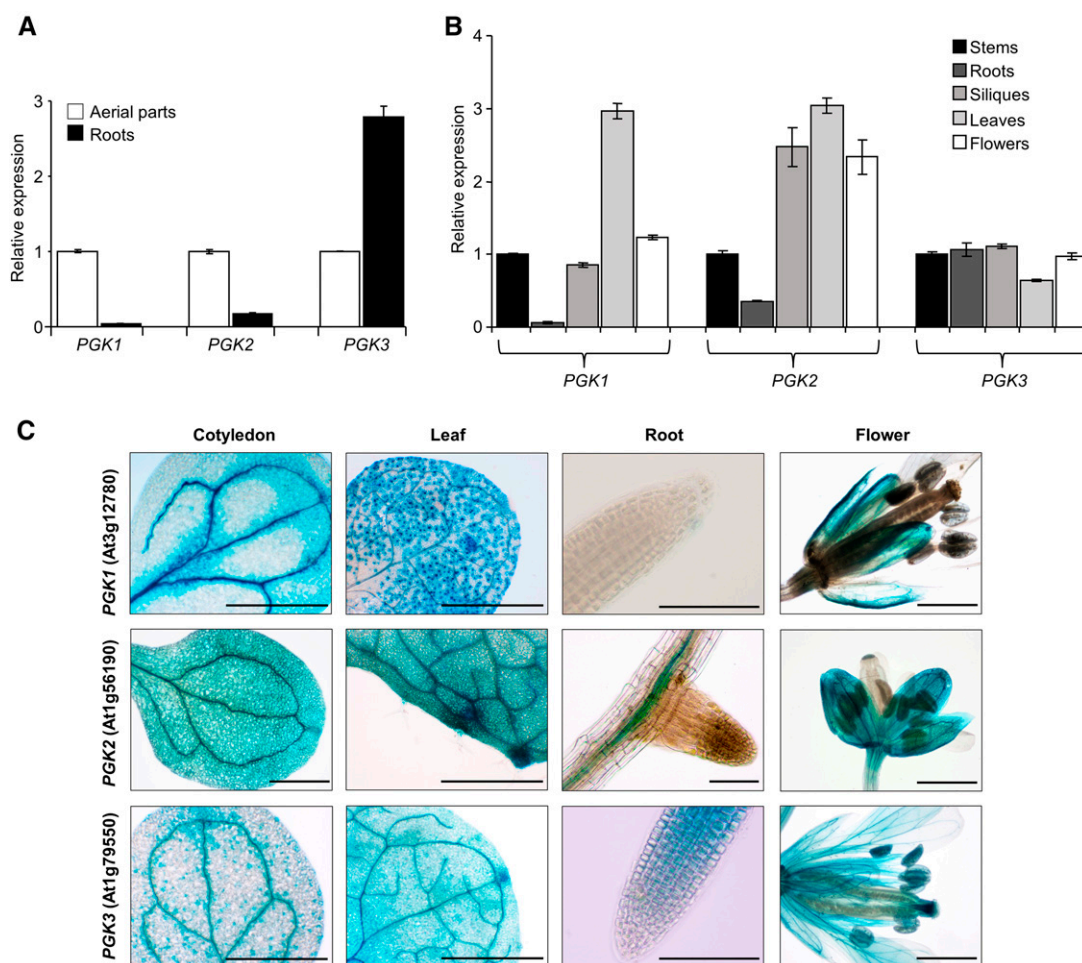 A
Relative expression
3
2
1
0
Aerial parts
Roots
PGK1
PGK2
PGK3
B
Relative expression
4
3
2
1
0
Stems
Roots
Siliques
Leaves
Flowers
PGK1
PGK2
PGK3
C
Cotyledon
Leaf
Root
Flower
PGK1 (At3g12780)
PGK2 (At1g56190)
PGK3 (At1g79550)